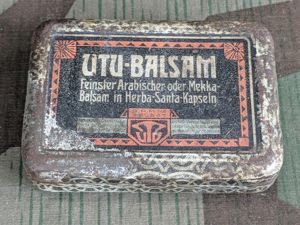 UTU-BALSAM
Feinster Arabischer oder Mekka-
Balsam in Herba-Santa-Kapseln